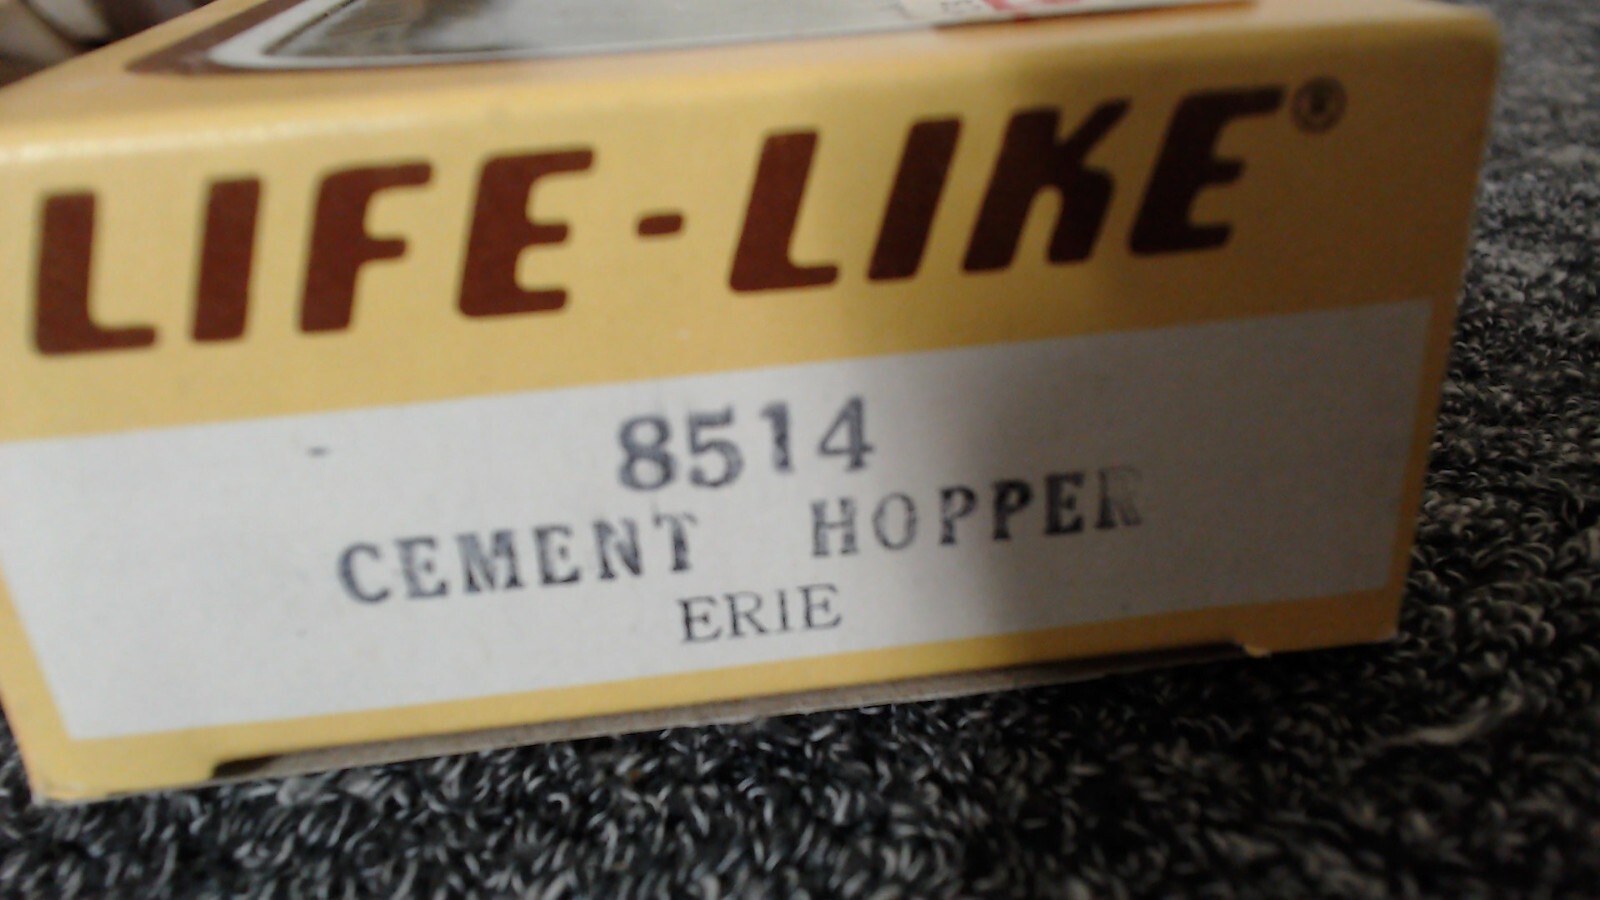 LIFE-LIKE®
8514
CEMENT HOPPER
ERIE